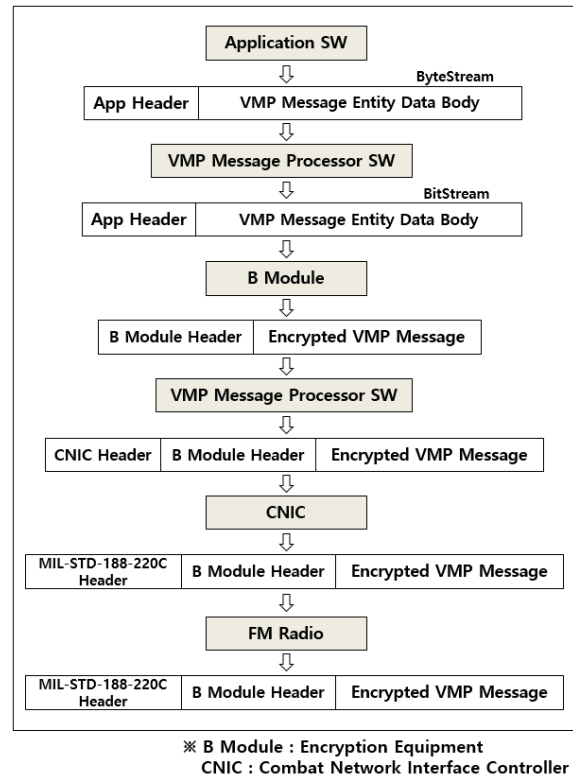 Application SW
ByteStream
App Header VMP Message Entity Data Body
VMP Message Processor SW
BitStream
App Header VMP Message Entity Data Body
B Module
B Module Header Encrypted VMP Message
VMP Message Processor SW
CNIC Header B Module Header Encrypted VMP Message
CNIC
MIL-STD-188-220C
Header B Module Header Encrypted VMP Message
FM Radio
MIL-STD-188-220C
Header B Module Header Encrypted VMP Message
※ B Module : Encryption Equipment
CNIC : Combat Network Interface Controller